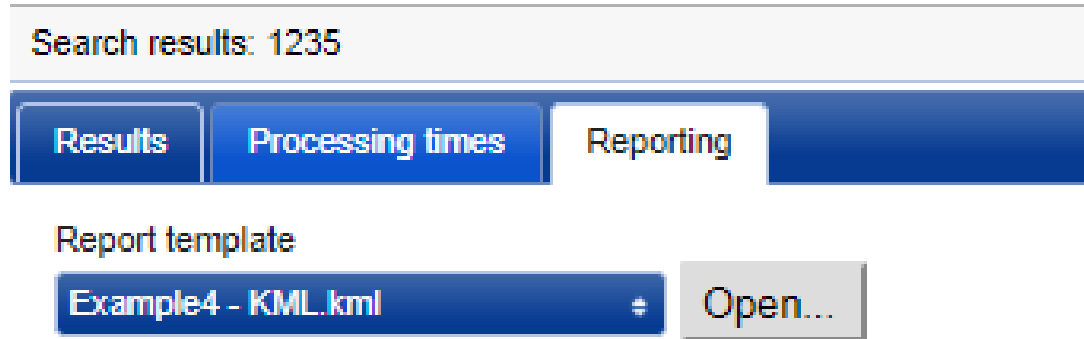 Search results: 1235
Results Processing times Reporting
Report template
Example4 - KML.kml Open...